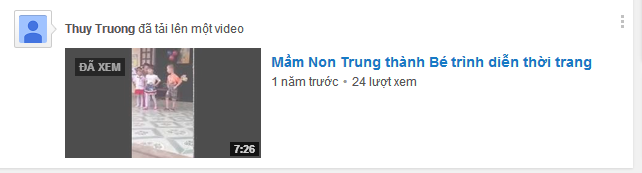 Thuy Truong đã tải lên một video
ĐÃ XEM
7:26
Mầm Non Trung thành Bé trình diễn thời trang
1 năm trước • 24 lượt xem